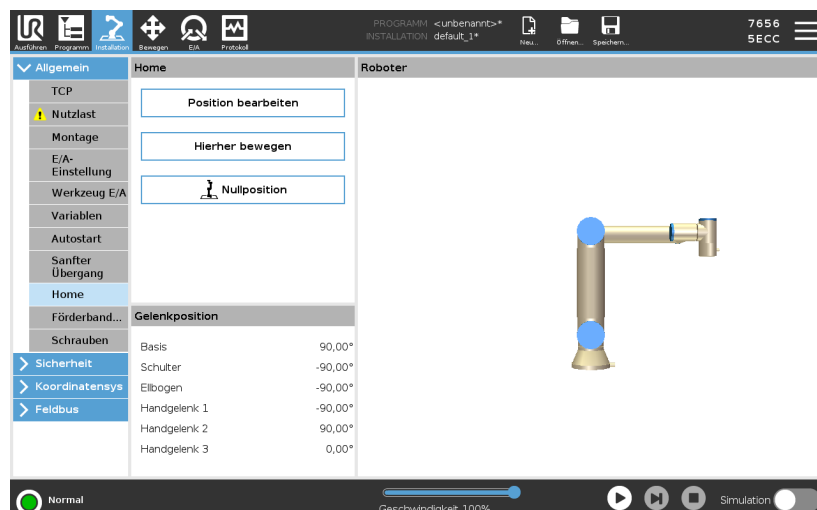 UR
PROGRAMM <unbenannt>*
INSTALLATION default_1*
Ausführen Programm Installation Bewegen E/A Protokoll
Neu... Öffnen... Speichern...
7656
5ECC
Allgemein
TCP
Nutzlast
Montage
E/A-
Einstellung
Werkzeug E/A
Variablen
Autostart
Sanfter
Übergang
Home
Förderband...
Schrauben
Sicherheit
Koordinatensys
Feldbus
Home
Position bearbeiten
Hierher bewegen
Nullposition
Gelenkposition
Basis 90,00°
Schulter -90,00°
Ellbogen -90,00°
Handgelenk 1 -90,00°
Handgelenk 2 90,00°
Handgelenk 3 0,00°
Roboter
Normal
Geschwindigkeit 100%
Simulation